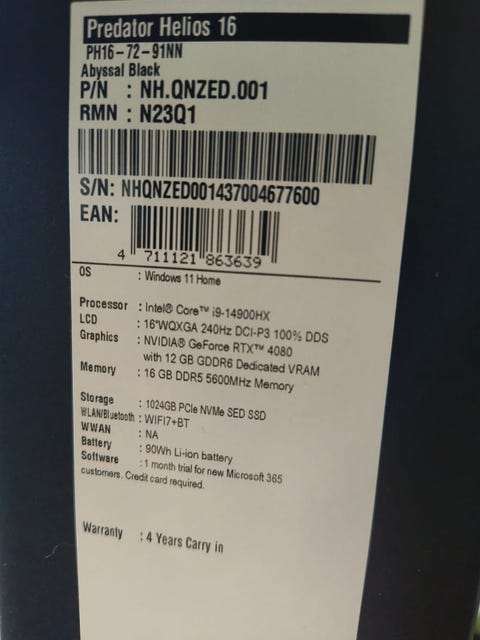 Predator Helios 16
PH16-72-91NN
Abyssal Black
P/N : NH.QNZED.001
RMN : N23Q1
S/N: NHQNZED001437004677600
EAN:
4 711121 863639
OS : Windows 11 Home
Processor : Intel® Core™ i9-14900HX
LCD : 16"WQXGA 240Hz DCI-P3 100% DDS
Graphics : NVIDIA® GeForce RTX™ 4080
with 12 GB GDDR6 Dedicated VRAM
Memory : 16 GB DDR5 5600MHz Memory
Storage : 1024GB PCIe NVMe SED SSD
WLAN/Bluetooth : WIFI7+BT
WWAN : NA
Battery : 90Wh Li-ion battery
Software : 1 month trial for new Microsoft 365
customers. Credit card required.
Warranty : 4 Years Carry in